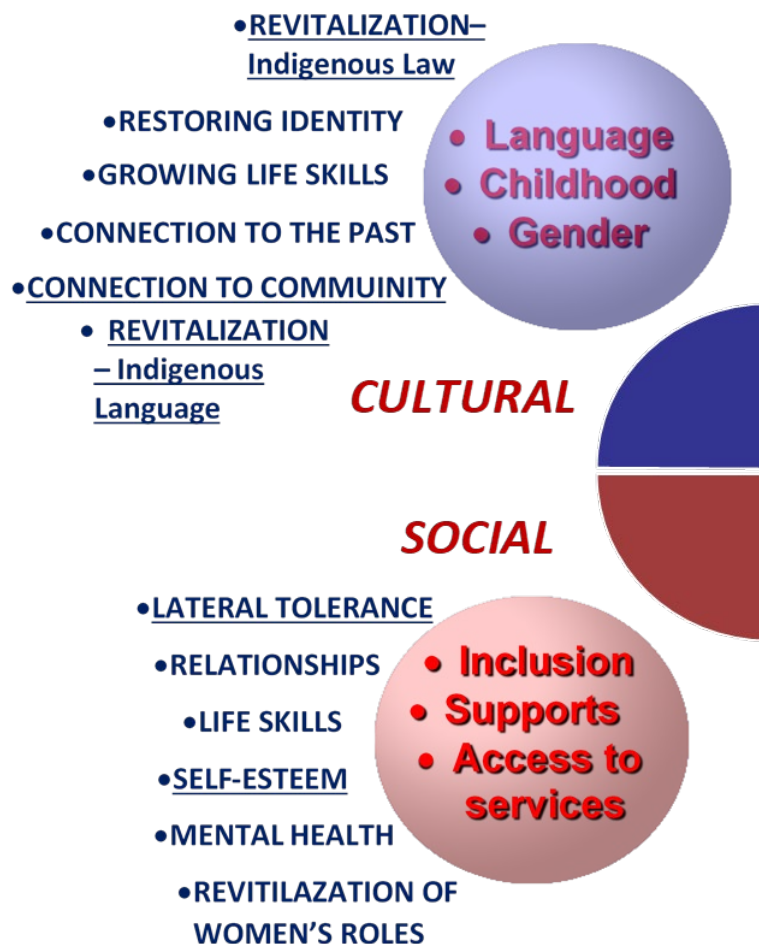 •REVITALIZATION–
Indigenous Law
•RESTORING IDENTITY
•GROWING LIFE SKILLS
•CONNECTION TO THE PAST
•CONNECTION TO COMMUINITY
• REVITALIZATION
– Indigenous
Language
• Language
• Childhood
• Gender
CULTURAL
SOCIAL
•LATERAL TOLERANCE
•RELATIONSHIPS
•LIFE SKILLS
•SELF-ESTEEM
•MENTAL HEALTH
•REVITILAZATION OF
WOMEN’S ROLES
• Inclusion
• Supports
• Access to
services